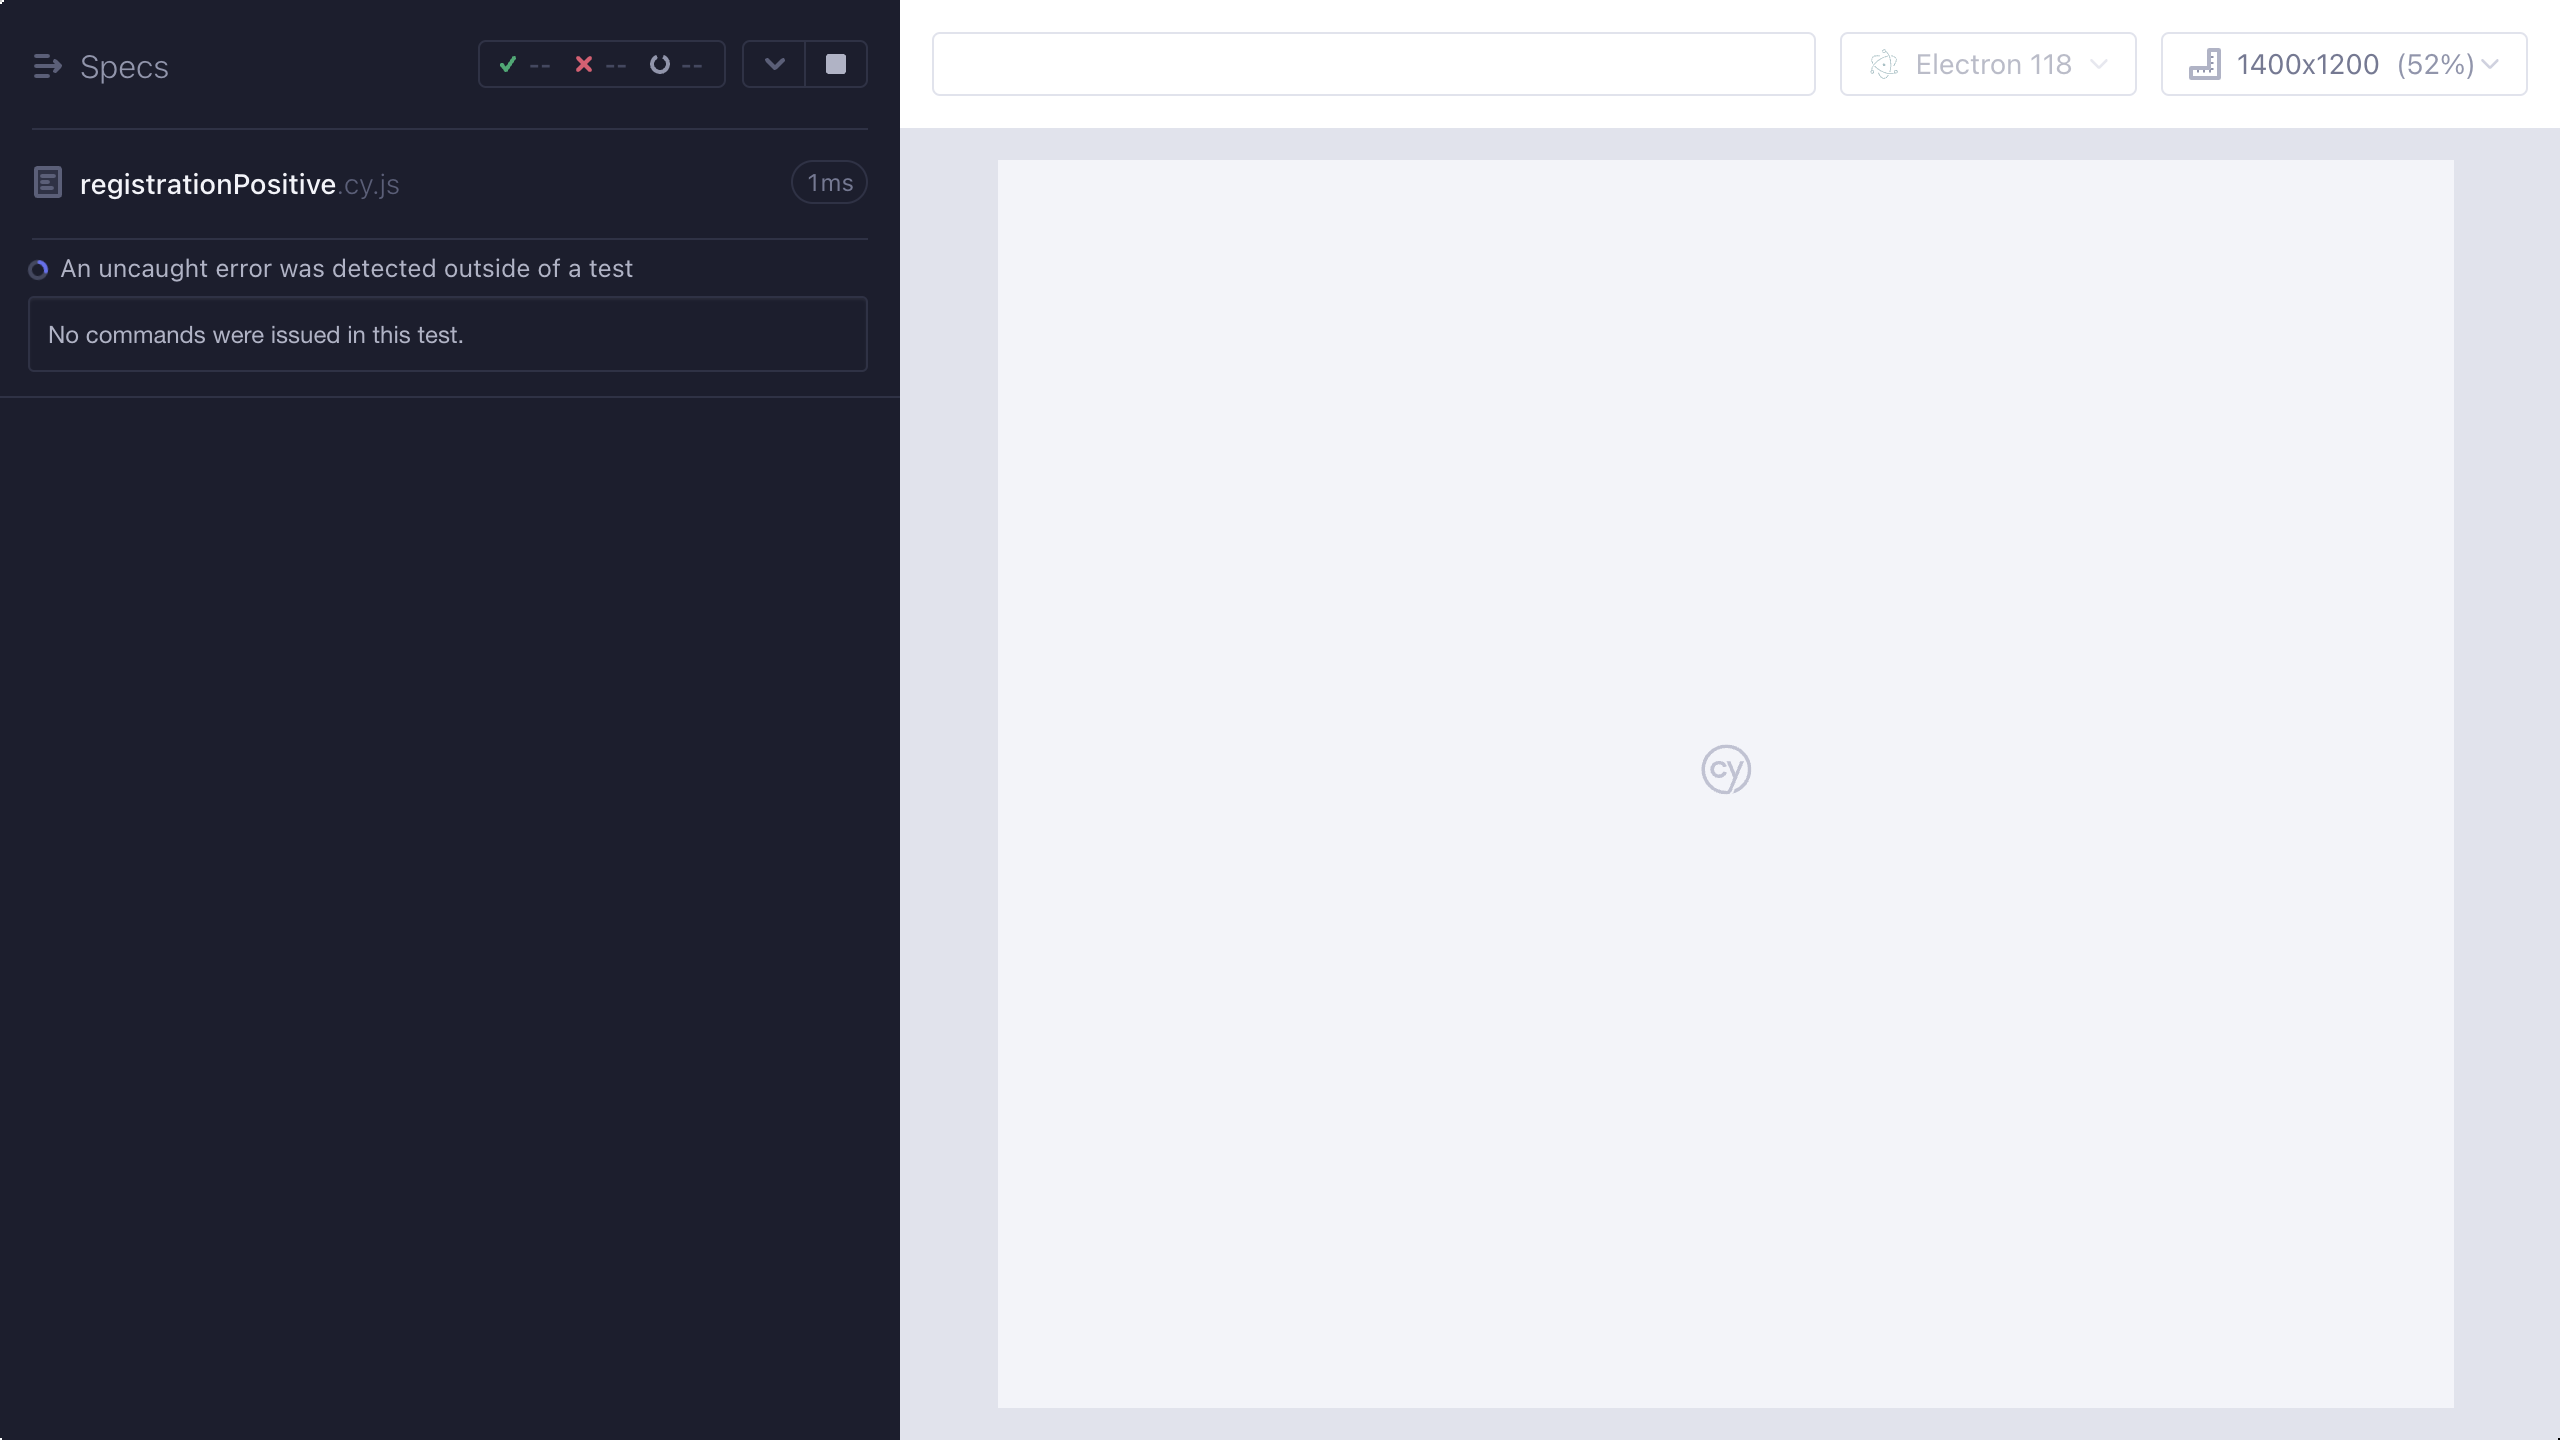 Specs
-- -- --
registrationPositive.cy.js
1ms
An uncaught error was detected outside of a test
No commands were issued in this test.
Electron 118
1400x1200 (52%)
cy